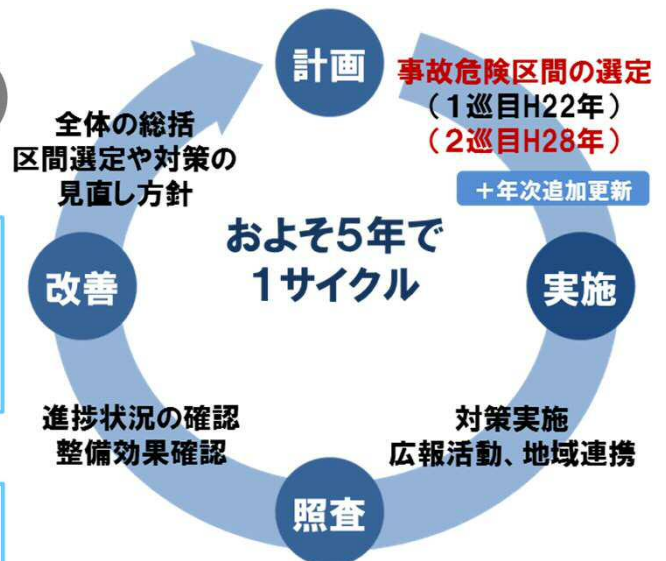 計画
事故危険区間の選定
（1巡目H22年）
（2巡目H28年）
＋年次追加更新
全体の総括
区間選定や対策の
見直し方針
およそ5年で
1サイクル
改善
実施
進捗状況の確認
整備効果確認
対策実施
広報活動、地域連携
照査